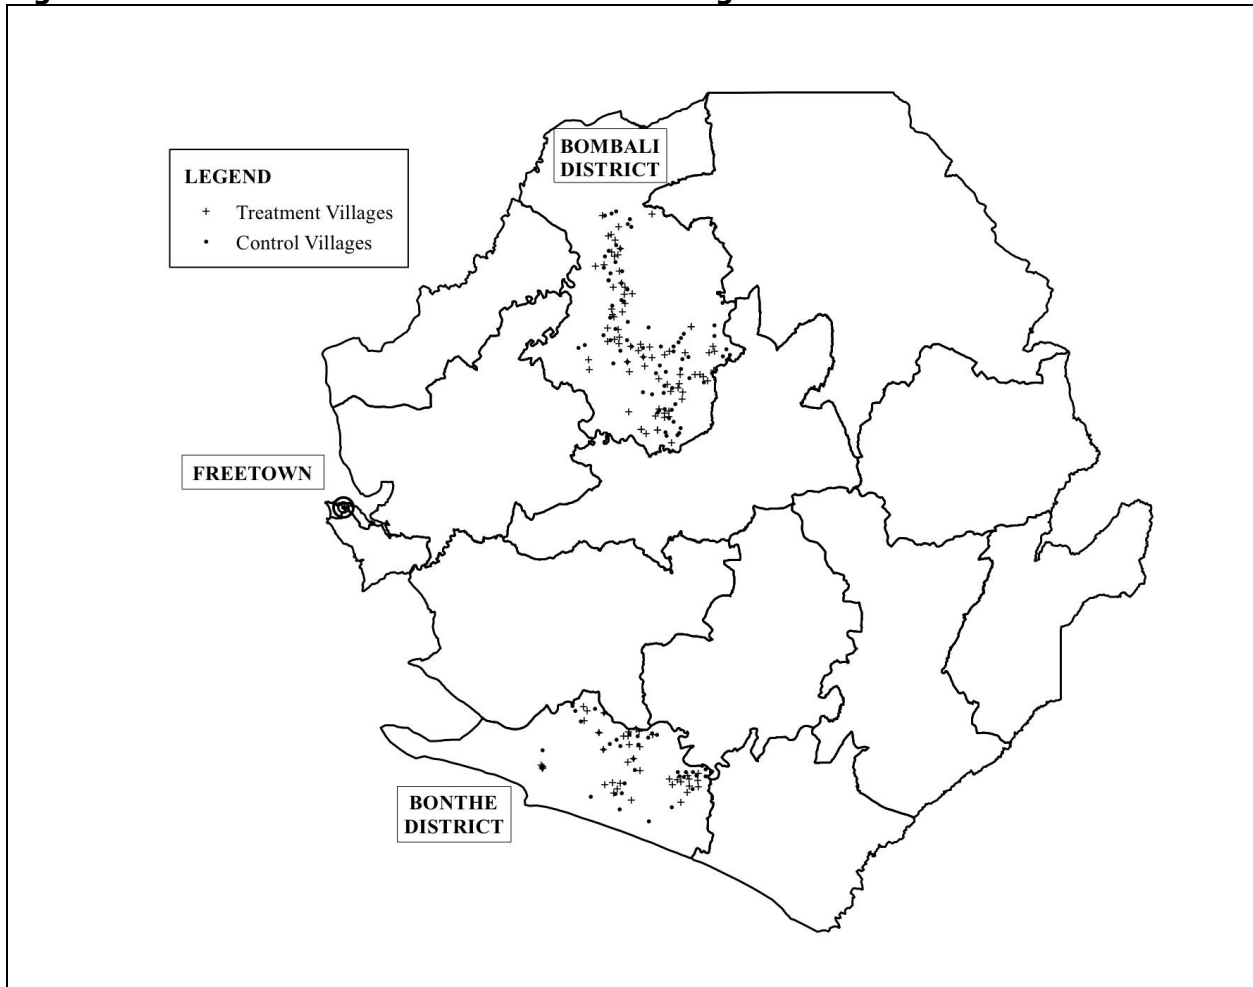 BOMBALI
DISTRICT
LEGEND
+ Treatment Villages
• Control Villages
FREETOWN
BONTHE
DISTRICT